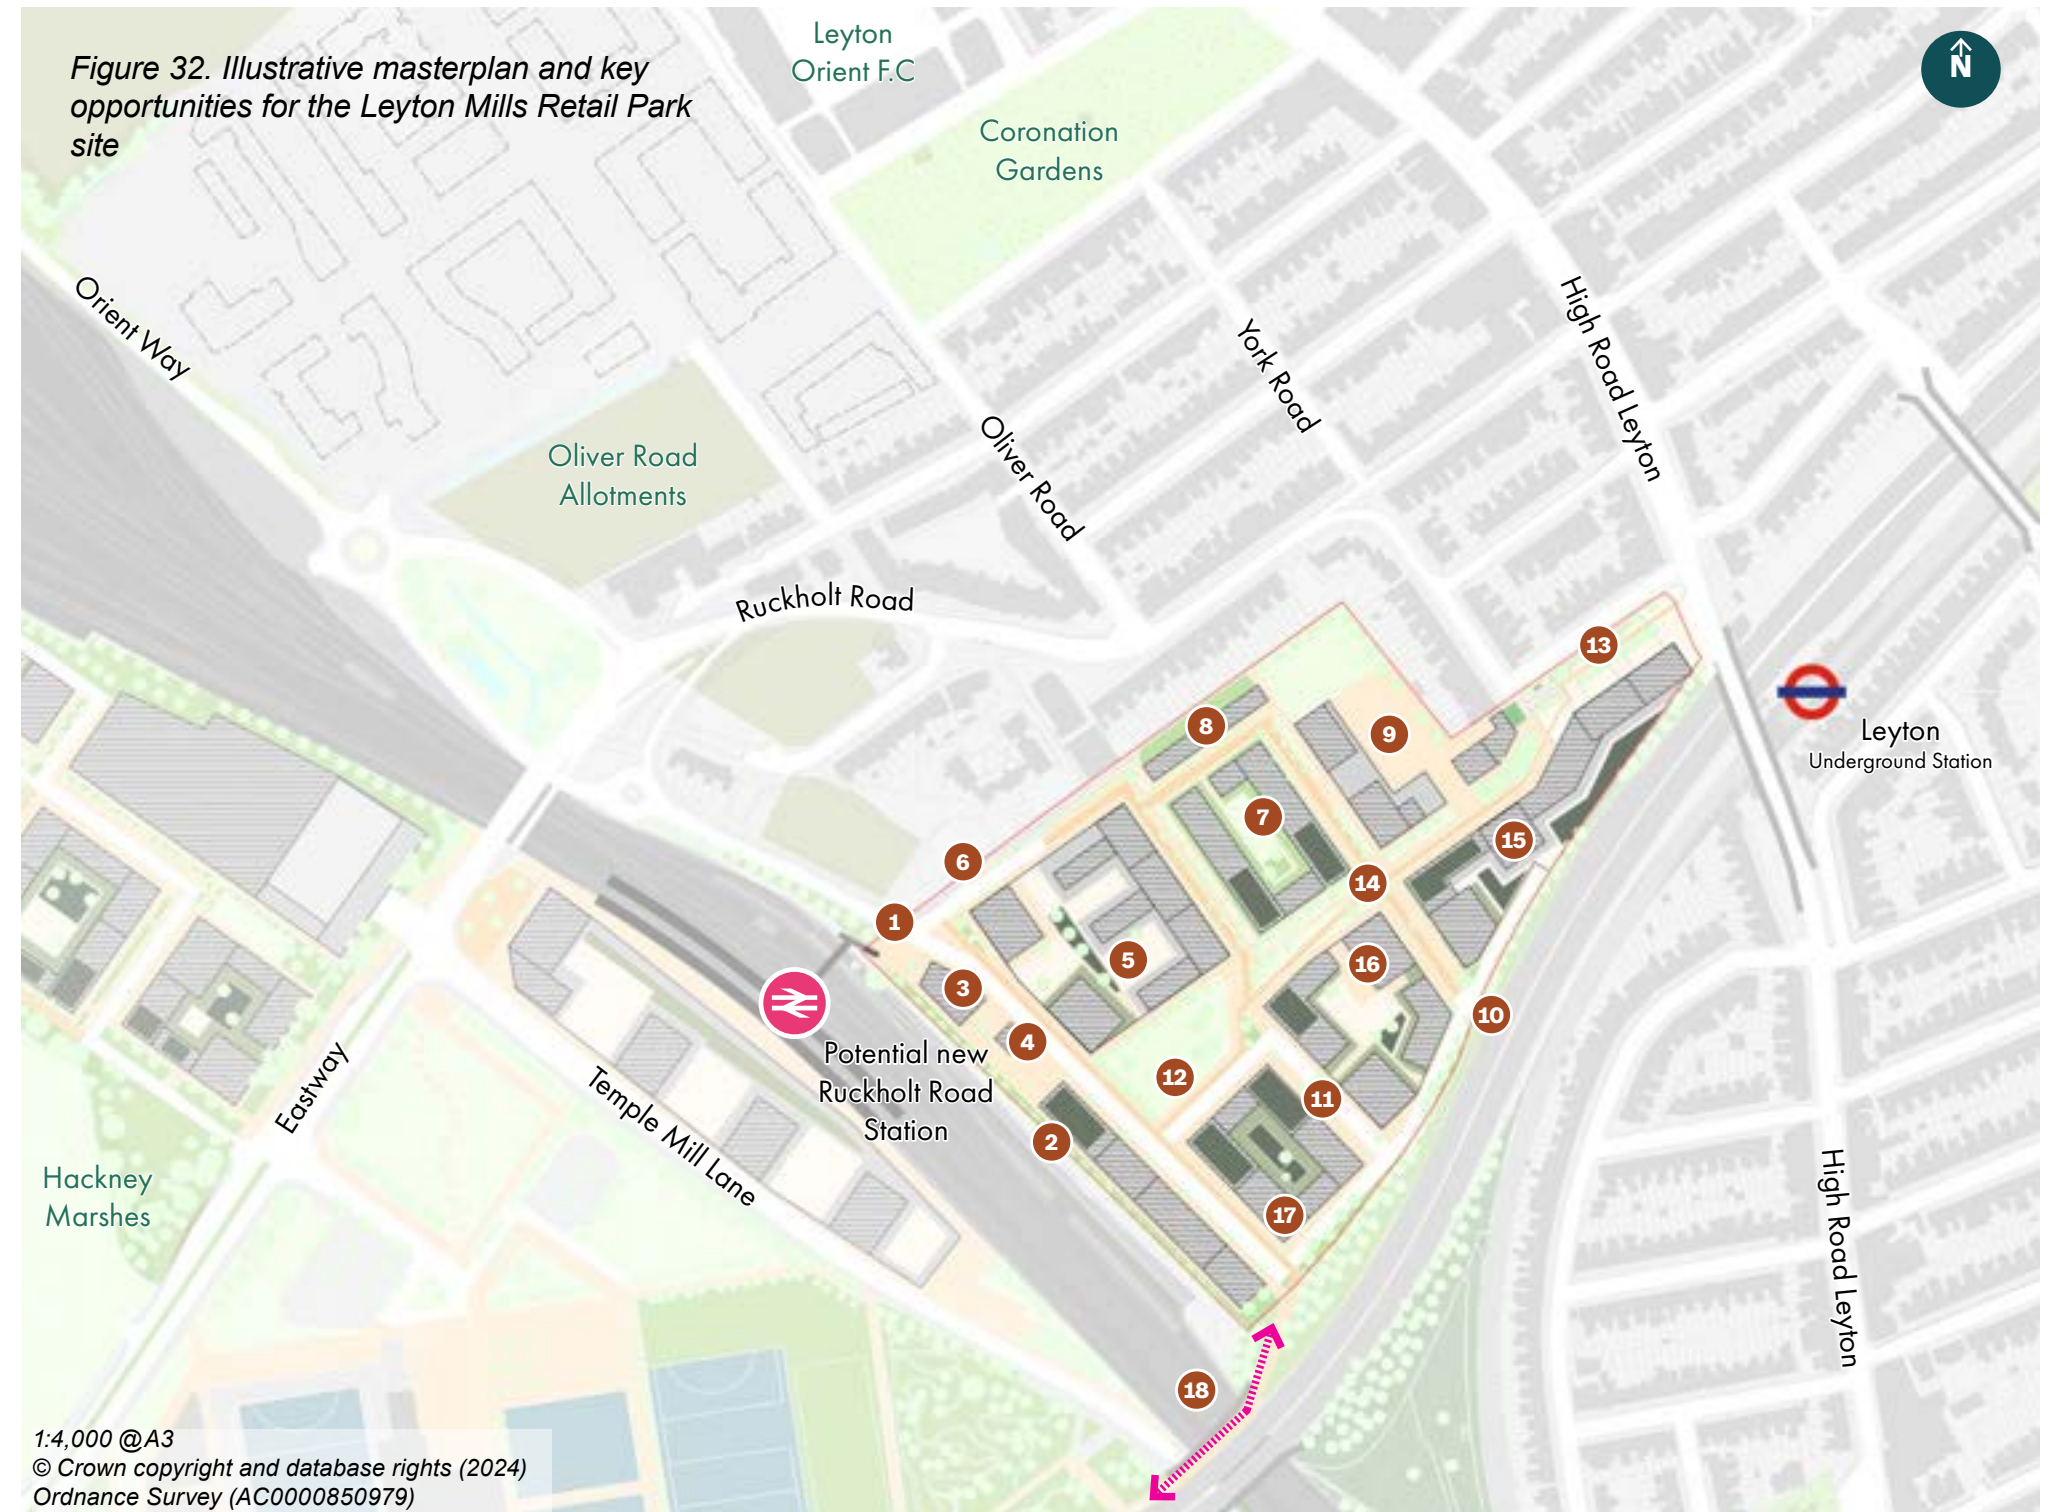 Figure 32. Illustrative masterplan and key
opportunities for the Leyton Mills Retail Park
site
Leyton
Orient F.C
N
Coronation
Gardens
Orient Way
High Road Leyton
York Road
Oliver Road
Oliver Road
Allotments
Ruckholt Road
13
Leyton
Underground Station
8
9
7
15
6
14
1
5
16
3
10
4
Potential new
Ruckholt Road
Station
12
11
2
17
Eastway
Temple Mill Lane
Hackney
Marshes
High Road Leyton
18
1:4,000 @A3
© Crown copyright and database rights (2024)
Ordnance Survey (AC0000850979)